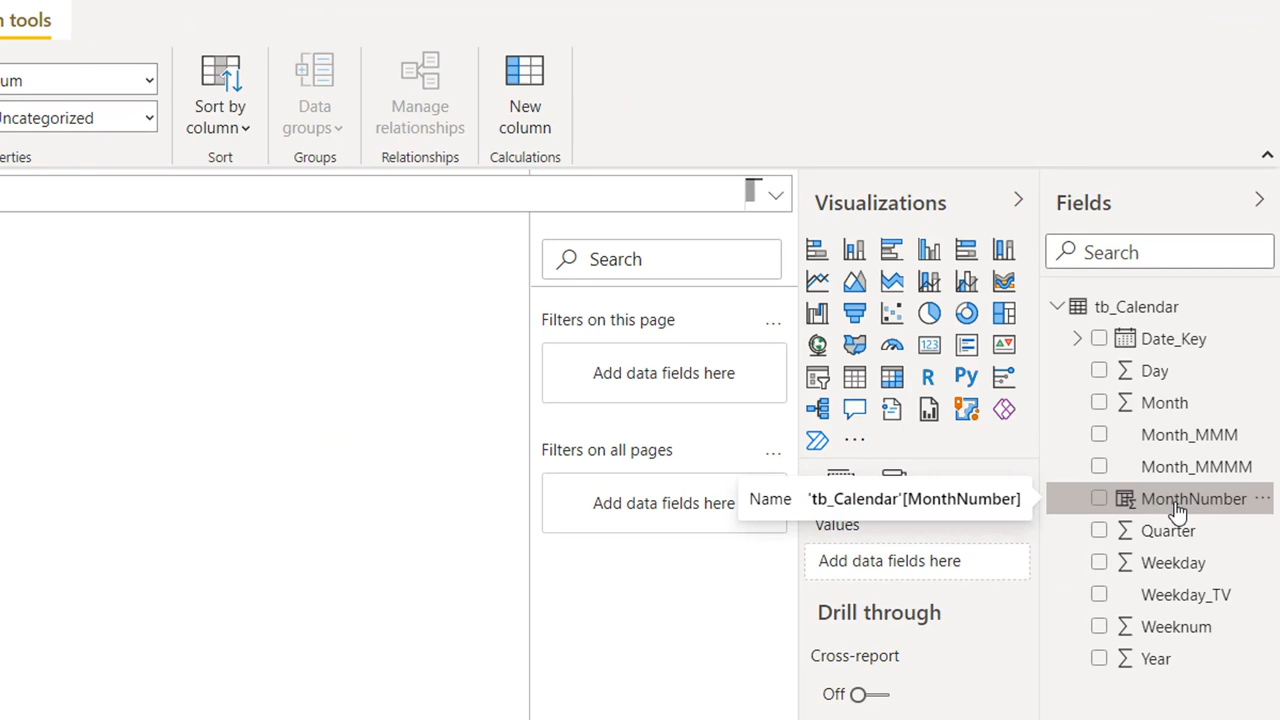 n tools
um
Uncategorized
erties
Sort by
column
Sort
Data
groups
Groups
Manage
relationships
Relationships
New
column
Calculations
Search
Filters on this page
...
Add data fields here
Filters on all pages
...
Add data fields here
Visualizations
123
R
Py
...
Name 'tb_Calendar'[MonthNumber]
Values
Add data fields here
Drill through
Cross-report
Off
Fields
Search
tb_Calendar
Date_Key
Day
Month
Month_MMM
Month_MMMM
MonthNumber ...
Quarter
Weekday
Weekday_TV
Weeknum
Year